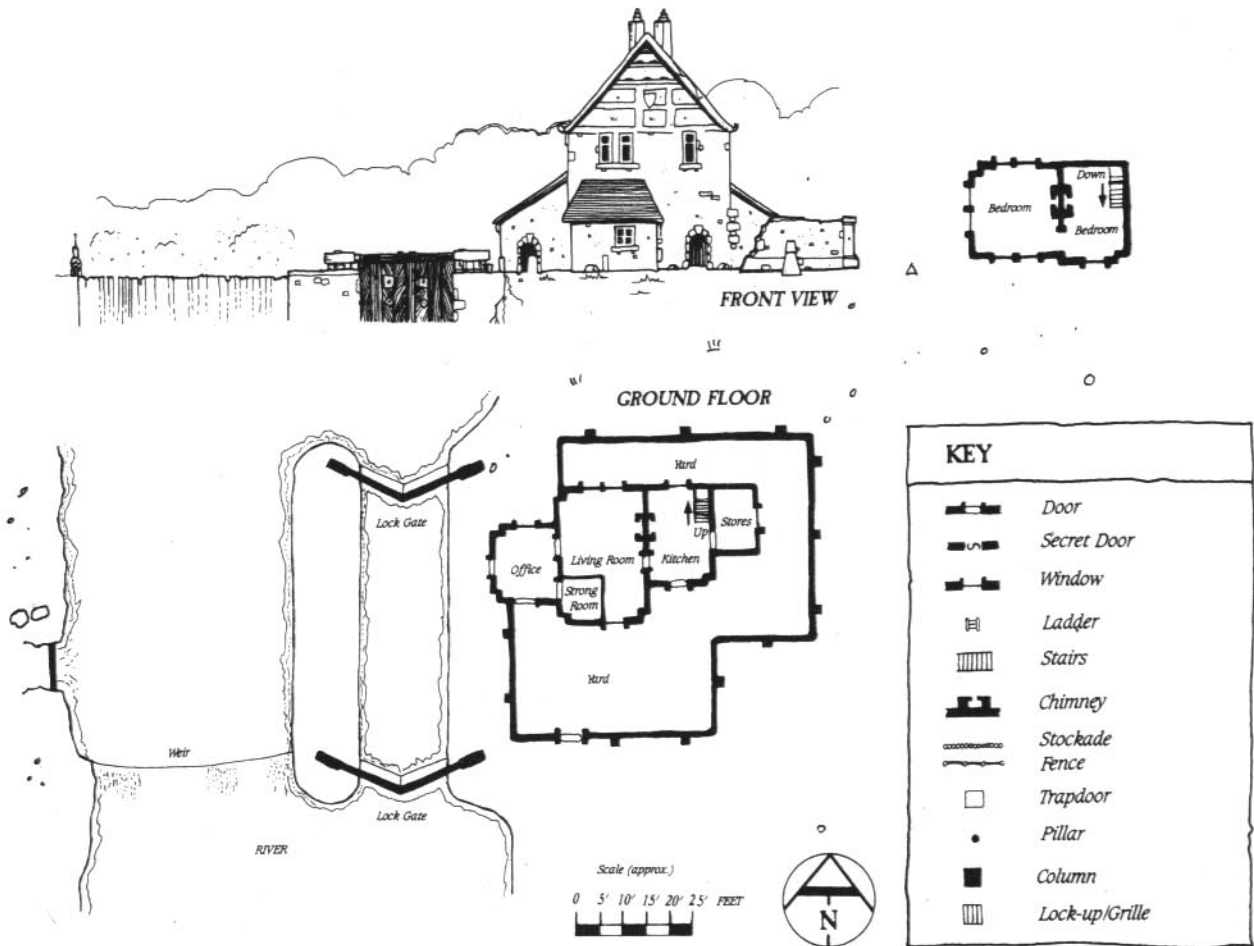 FRONT VIEW
Down
Bedroom
Bedroom
GROUND FLOOR
Yard
Lock Gate
Up
Stores
Office
Living Room
Kitchen
Strong
Room
Yard
Weir
Lock Gate
RIVER
Scale (approx.)
0 5' 10' 15' 20' 25' FEET
N
KEY
Door
Secret Door
Window
Ladder
Stairs
Chimney
Stockade
Fence
Trapdoor
Pillar
Column
Lock-up/Grille